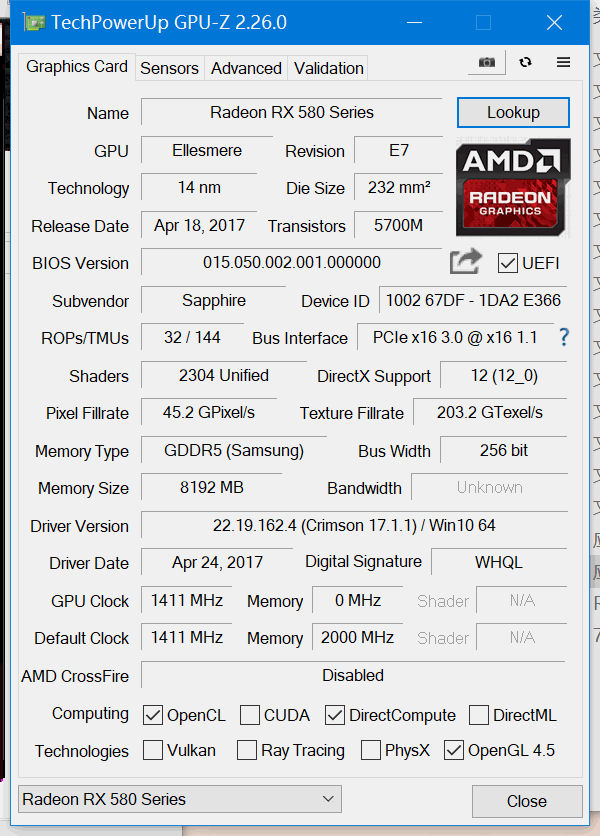 TechPowerUp GPU-Z 2.26.0
Graphics Card Sensors Advanced Validation
Name Radeon RX 580 Series Lookup
GPU Ellesmere Revision E7
AMD
RADEON
GRAPHICS
Technology 14 nm Die Size 232 mm²
Release Date Apr 18, 2017 Transistors 5700M
BIOS Version 015.050.002.001.000000 UEFI
Subvendor Sapphire Device ID 1002 67DF - 1DA2 E366
ROPs/TMUs 32 / 144 Bus Interface PCIe x16 3.0 @ x16 1.1 ?
Shaders 2304 Unified DirectX Support 12 (12_0)
Pixel Fillrate 45.2 GPixel/s Texture Fillrate 203.2 GTexel/s
Memory Type GDDR5 (Samsung) Bus Width 256 bit
Memory Size 8192 MB Bandwidth Unknown
Driver Version 22.19.162.4 (Crimson 17.1.1) / Win10 64
Driver Date Apr 24, 2017 Digital Signature WHQL
GPU Clock 1411 MHz Memory 0 MHz Shader N/A
Default Clock 1411 MHz Memory 2000 MHz Shader N/A
AMD CrossFire Disabled
Computing OpenCL CUDA DirectCompute DirectML
Technologies Vulkan Ray Tracing PhysX OpenGL 4.5
Radeon RX 580 Series Close